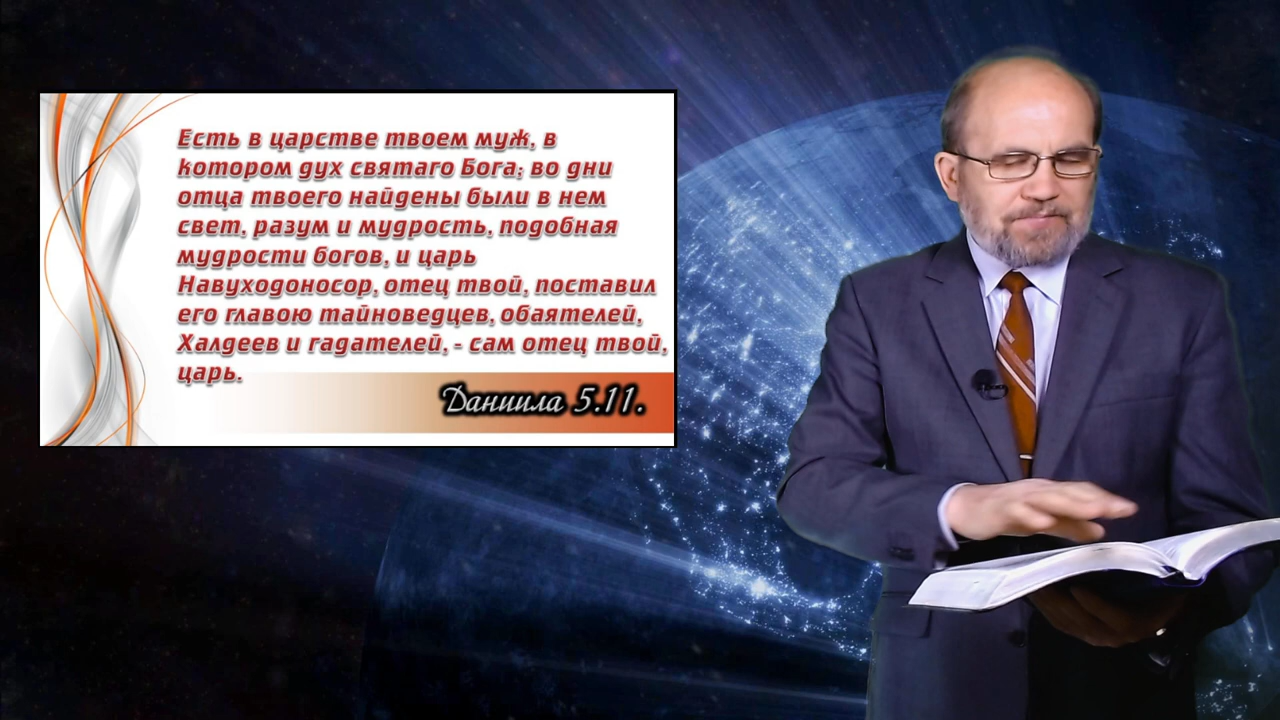 Есть в царстве твоем муж, в
котором дух святаго Бога; во дни
отца твоего найдены были в нем
свет, разум и мудрость, подобная
мудрости богов, и царь
Навуходоносор, отец твой, поставил
его главою тайноведцев, обаятелей,
Халдеев и гадателей, - сам отец твой,
царь.
Даниила 5.11.